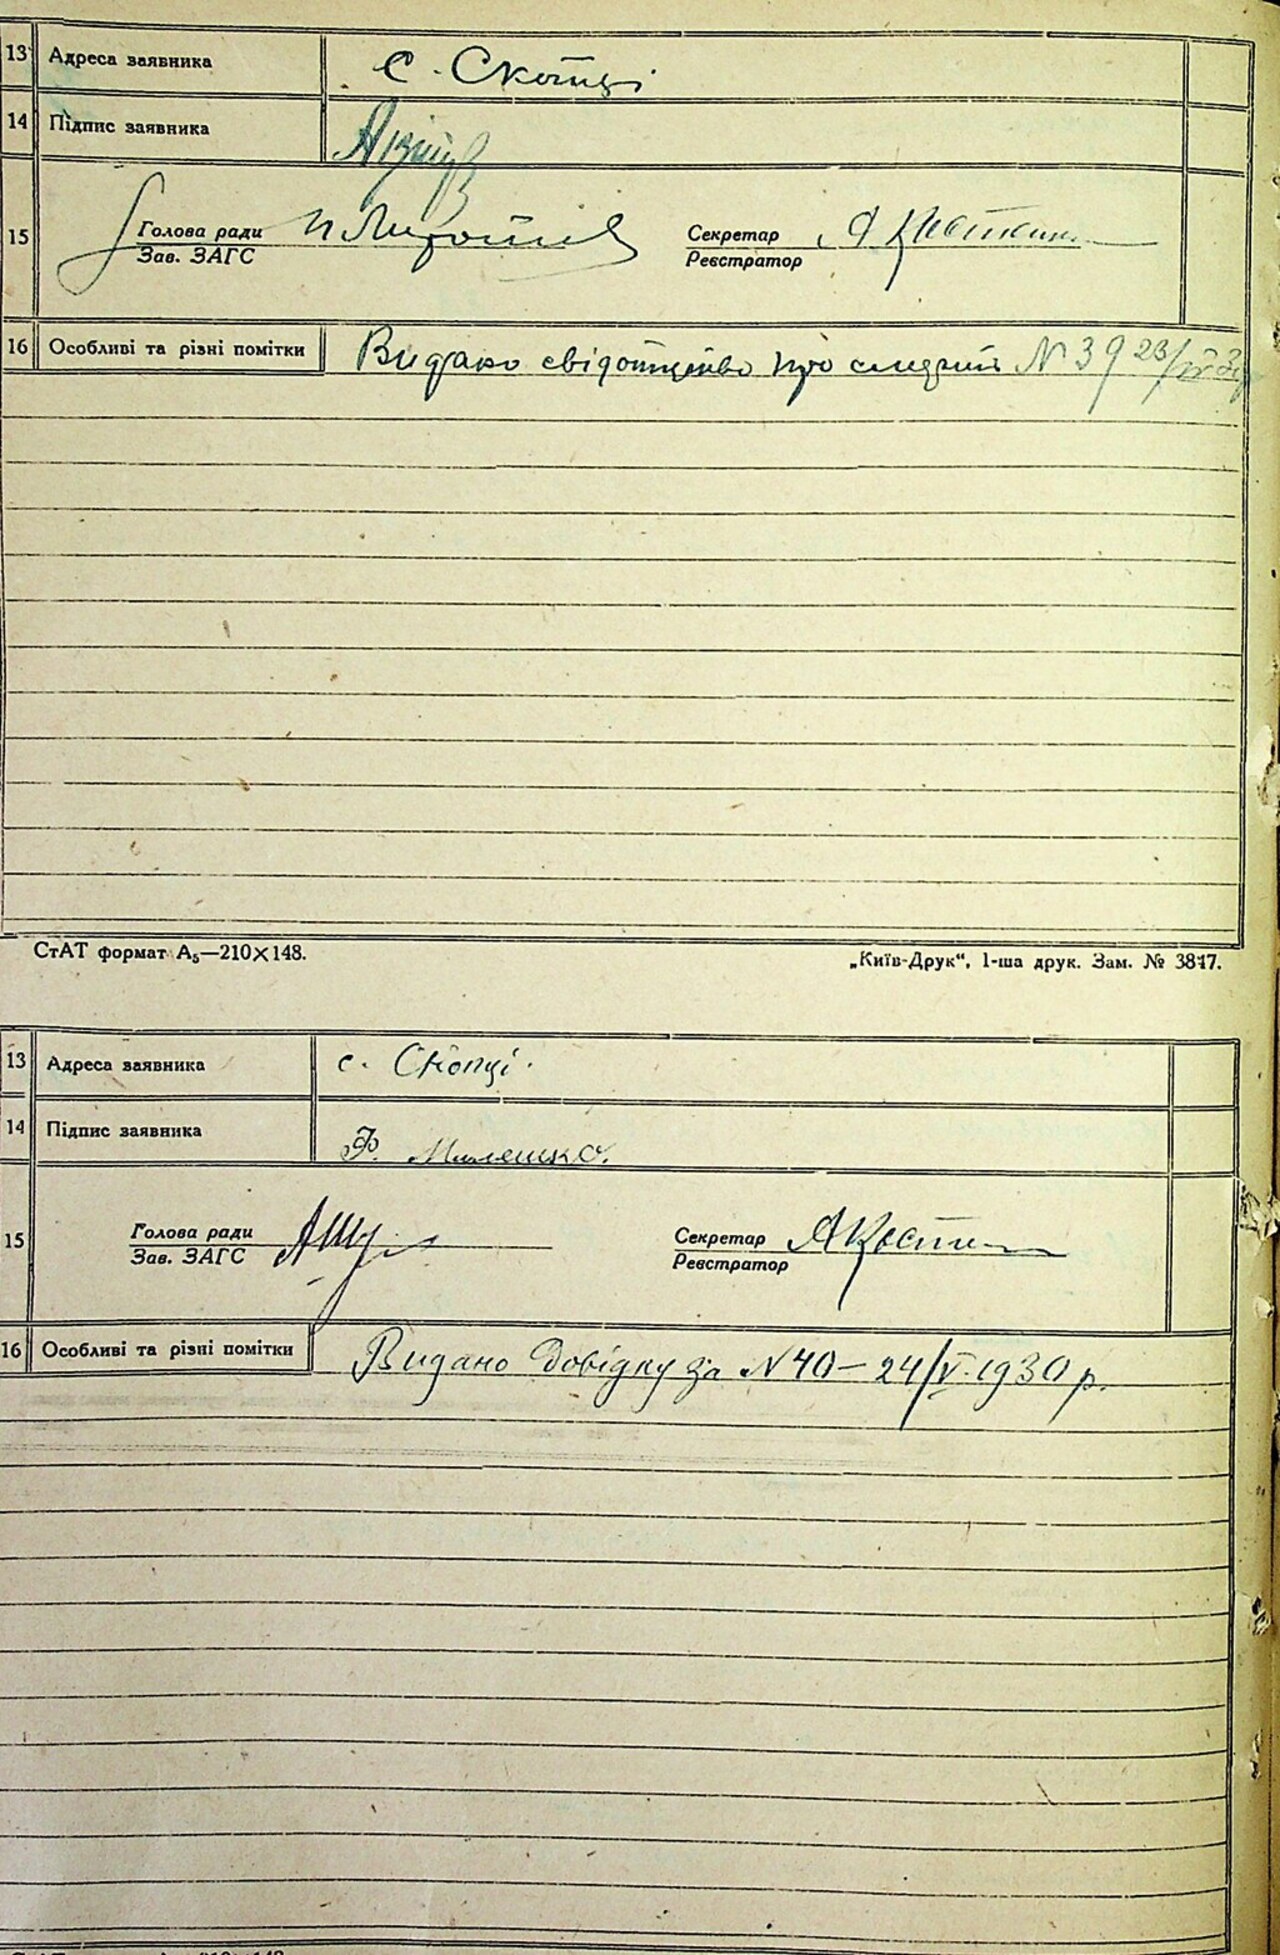 13 Адреса заявника с. Скопці
14 Підпис заявника
15 Голова ради Секретар
Зав. ЗАГС Реєстратор
16 Особливі та різні помітки Видано свідоцтво про смерть N 39 23/
СтАТ формат А₅—210×148. „Київ-Друк“, 1-ша друк. Зам. № 3817.
13 Адреса заявника с. Скопці.
14 Підпис заявника Ф. Милешко.
15 Голова ради Секретар
Зав. ЗАГС Реєстратор
16 Особливі та різні помітки Видано довідку за N 40 — 24/V. 1930 р.